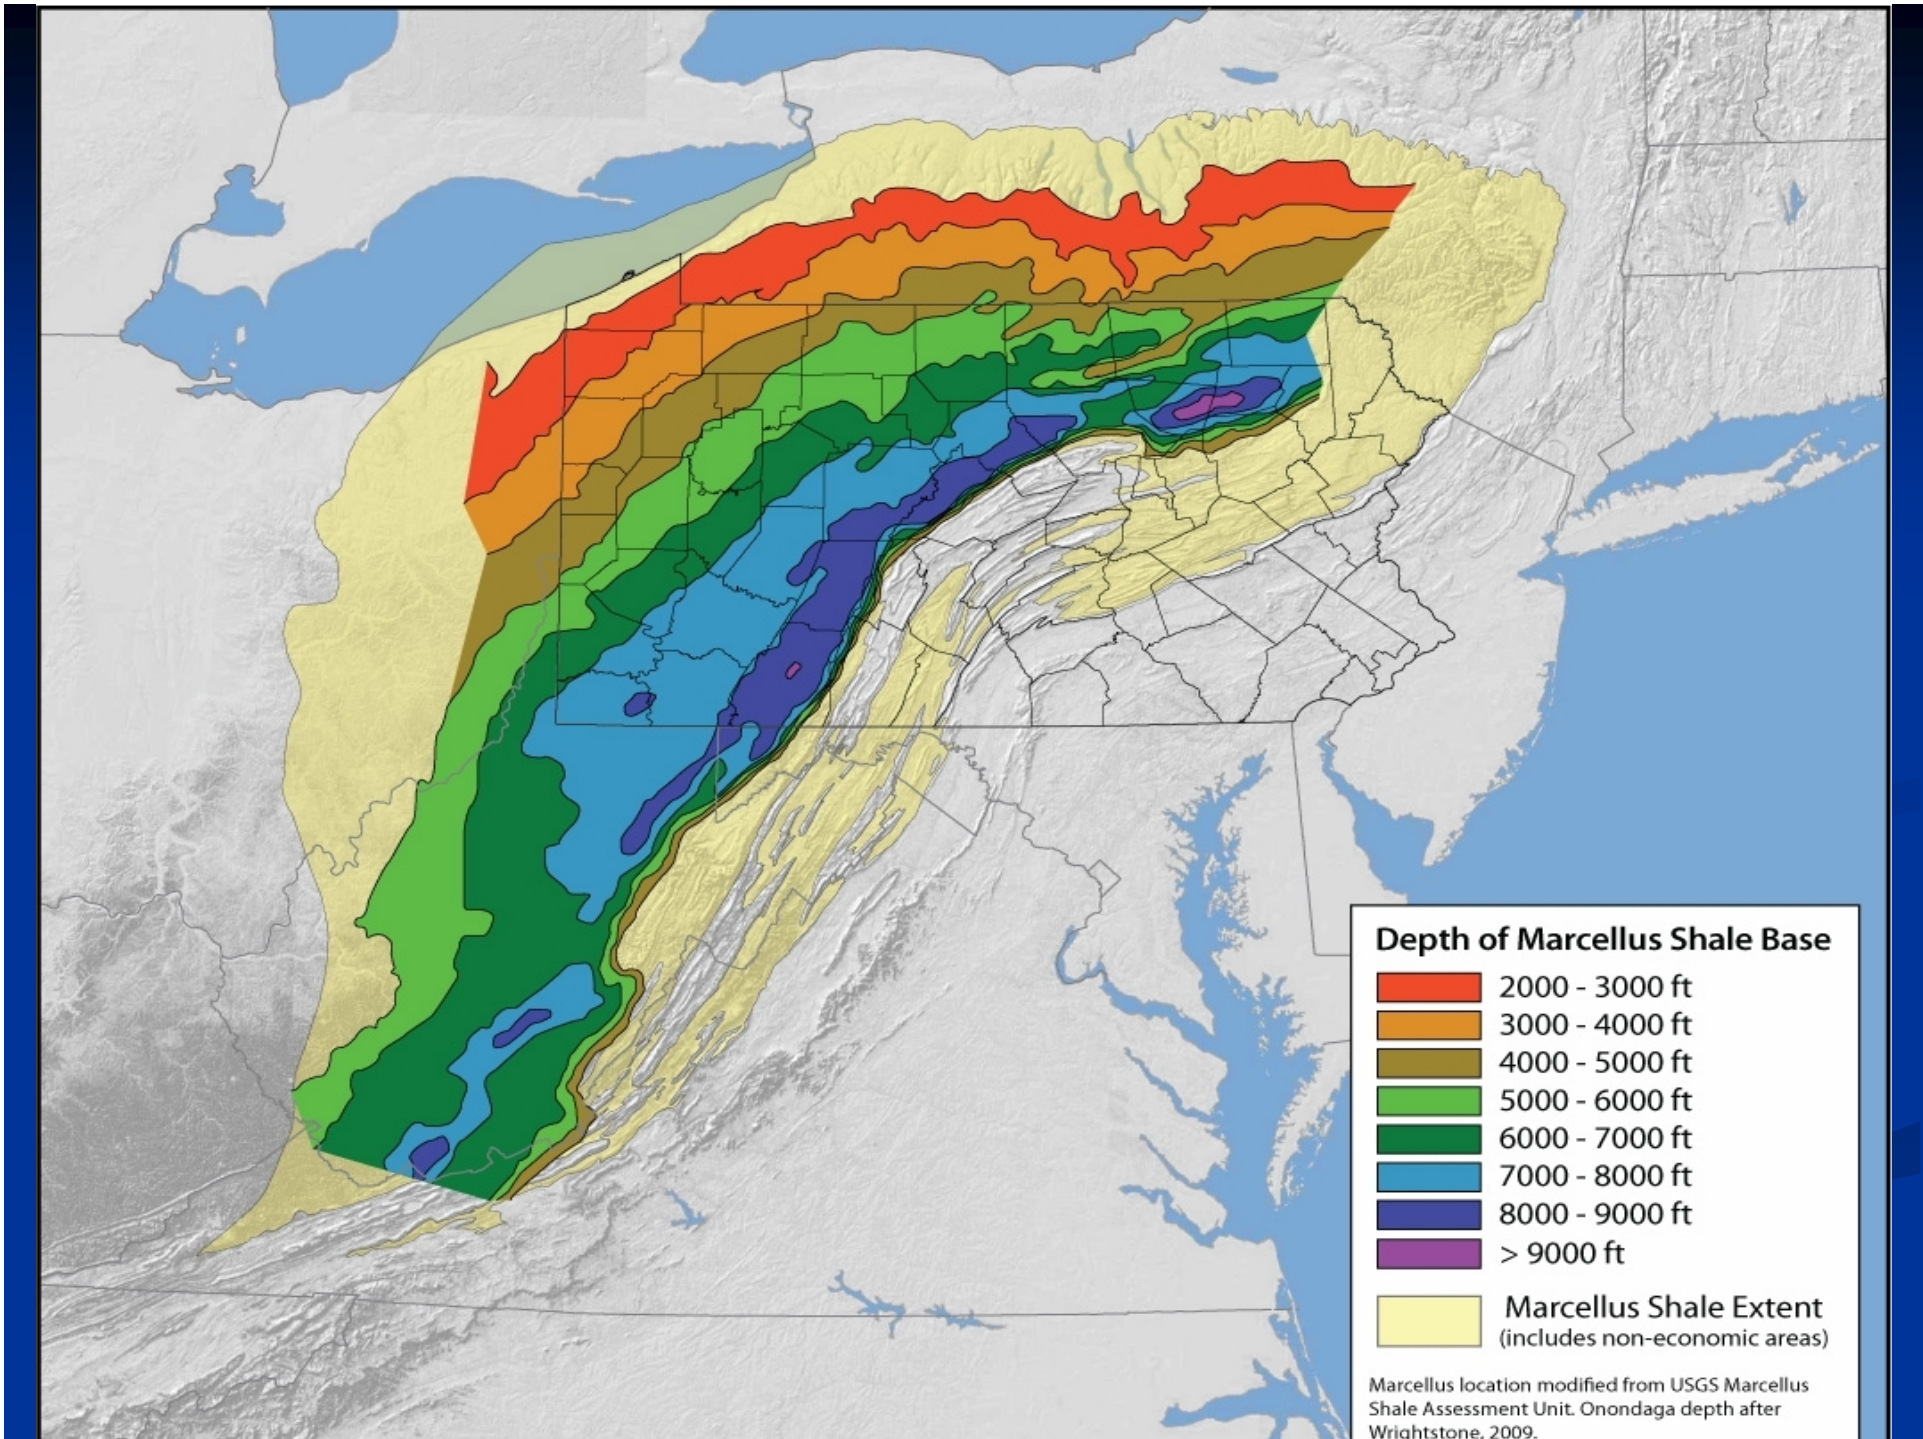 Depth of Marcellus Shale Base
2000 - 3000 ft
3000 - 4000 ft
4000 - 5000 ft
5000 - 6000 ft
6000 - 7000 ft
7000 - 8000 ft
8000 - 9000 ft
> 9000 ft
Marcellus Shale Extent
(includes non-economic areas)
Marcellus location modified from USGS Marcellus
Shale Assessment Unit. Onondaga depth after
Wrightstone, 2009.